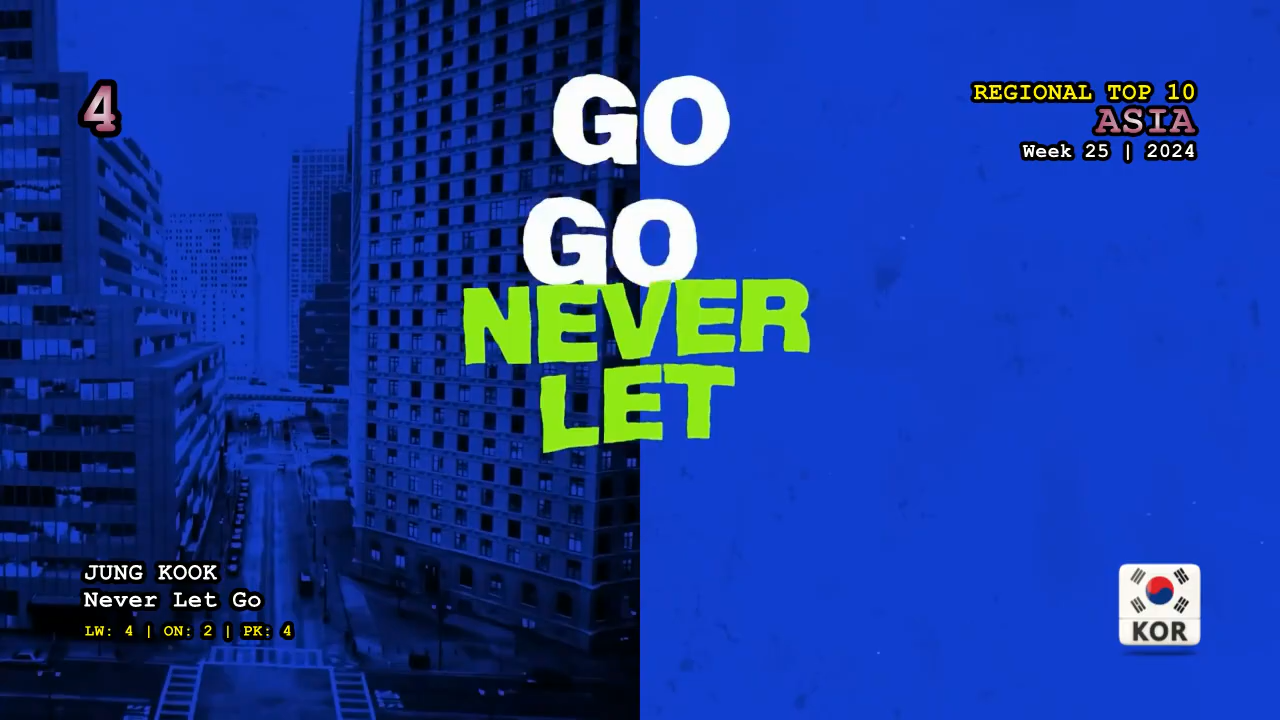 4
REGIONAL TOP 10
ASIA
Week 25 | 2024
GO
GO
NEVER
LET
JUNG KOOK
Never Let Go
LW: 4 | ON: 2 | PK: 4
KOR